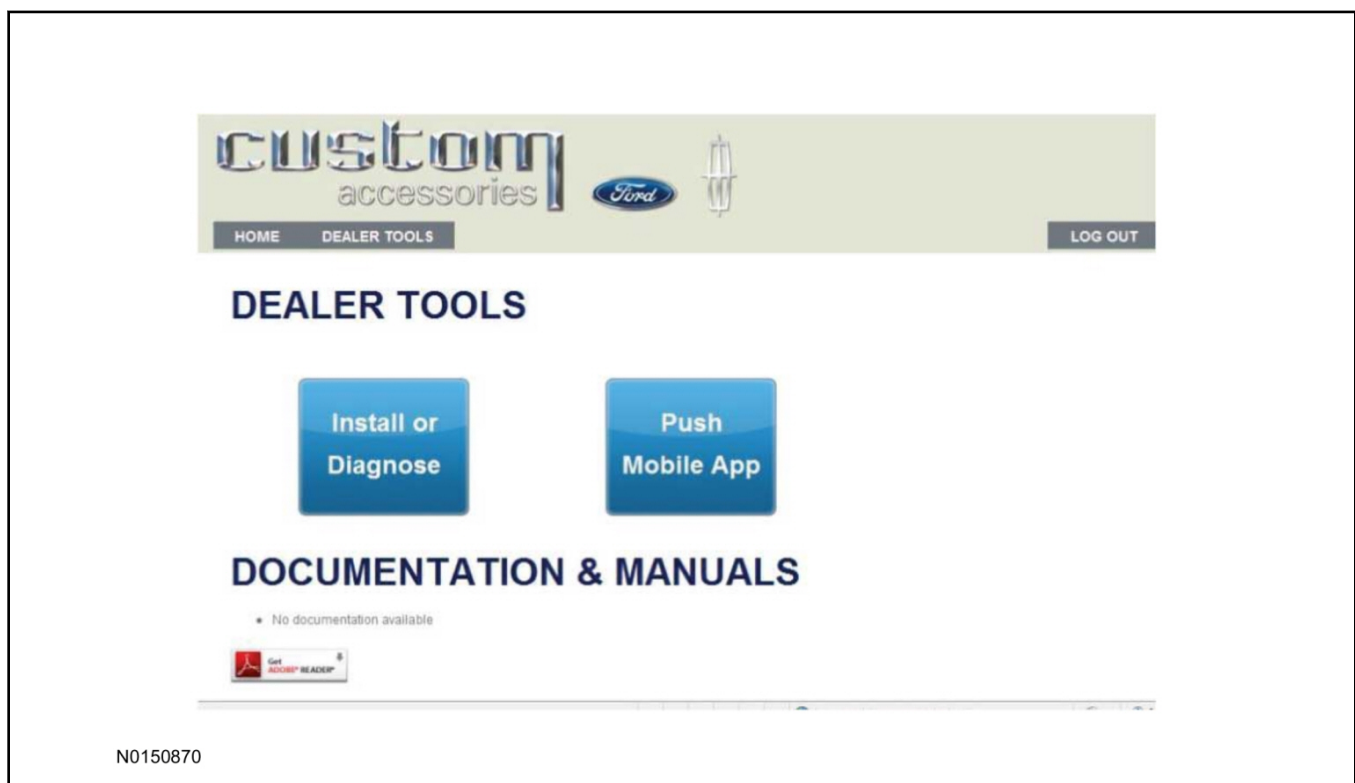 custom
accessories
Ford
HOME DEALER TOOLS LOG OUT
DEALER TOOLS
Install or
Diagnose
Push
Mobile App
DOCUMENTATION & MANUALS
• No documentation available
Get
ADOBE® READER®
N0150870